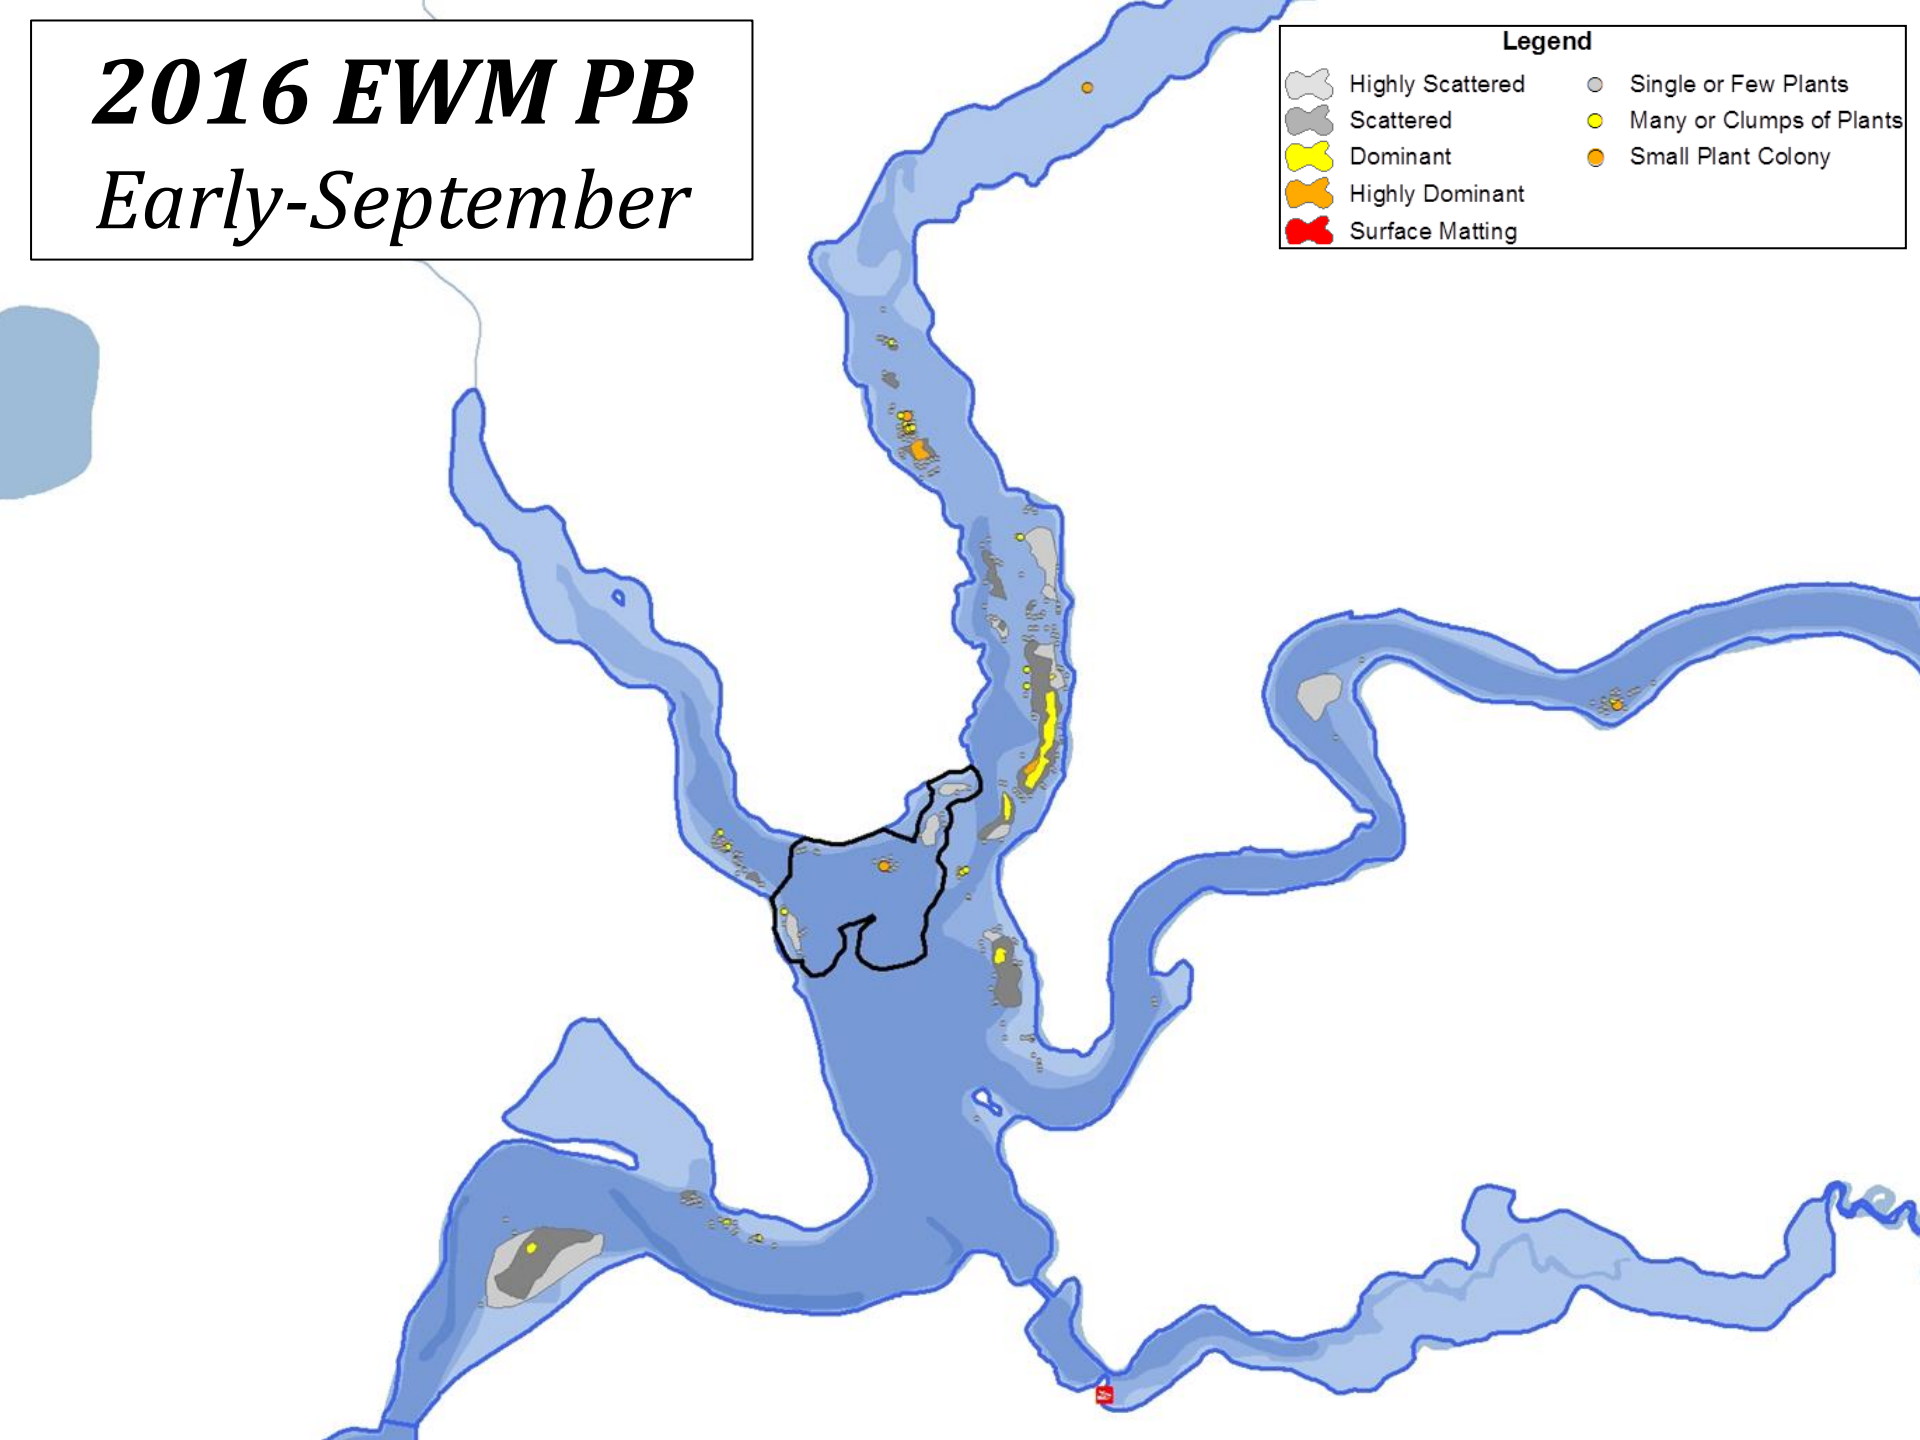 2016 EWM PB
Early-September
Legend
Highly Scattered
Scattered
Dominant
Highly Dominant
Surface Matting
Single or Few Plants
Many or Clumps of Plants
Small Plant Colony